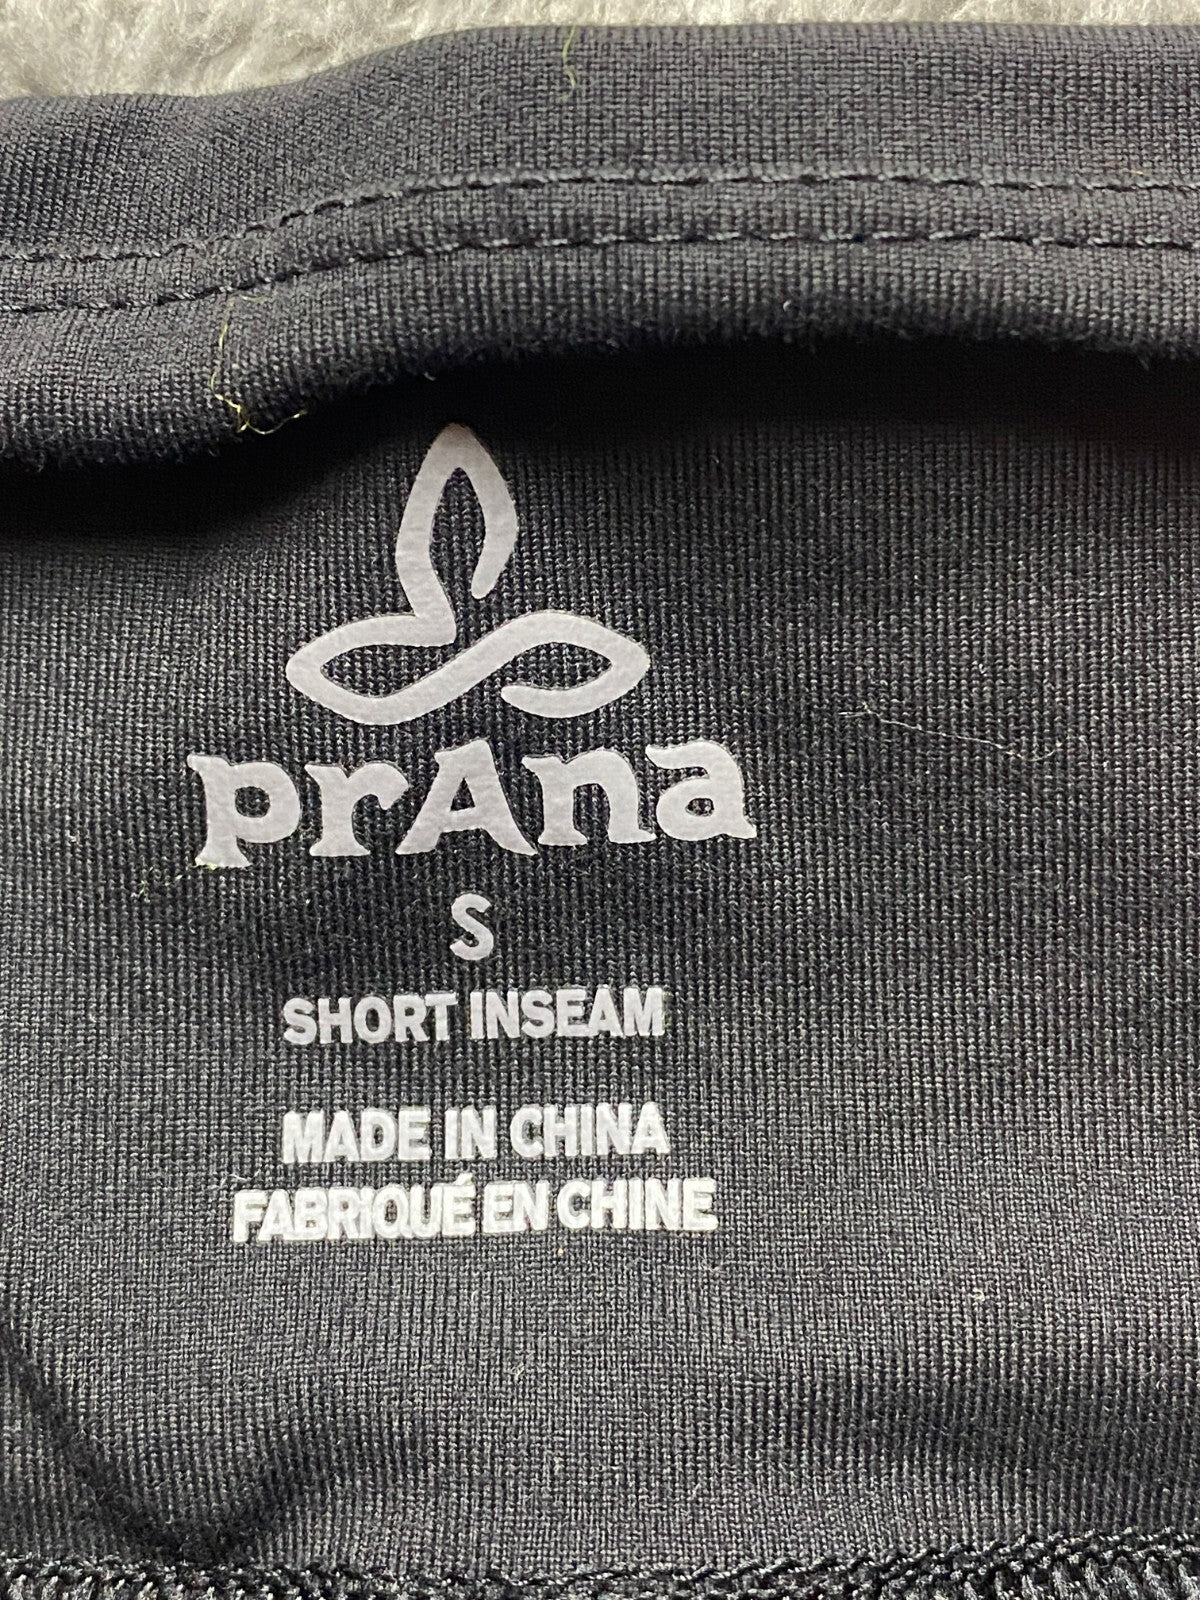 prAna
S
SHORT INSEAM
MADE IN CHINA
FABRIQUÉ EN CHINE